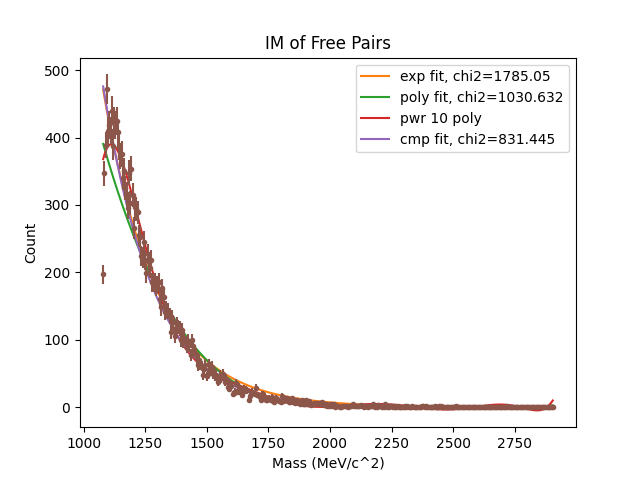 IM of Free Pairs
exp fit, chi2=1785.05
poly fit, chi2=1030.632
pwr 10 poly
cmp fit, chi2=831.445
Count
500
400
300
200
100
0
1000
1250
1500
1750
2000
2250
2500
2750
Mass (MeV/c^2)